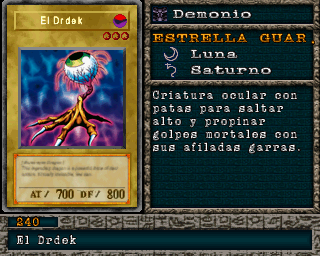 El Drdek
AT/ 700 DF/ 800
Demonio
ESTRELLA GUAR.
Luna
Saturno
Criatura ocular con
patas para saltar
alto y propinar
golpes mortales con
sus afiladas garras.
240
El Drdek